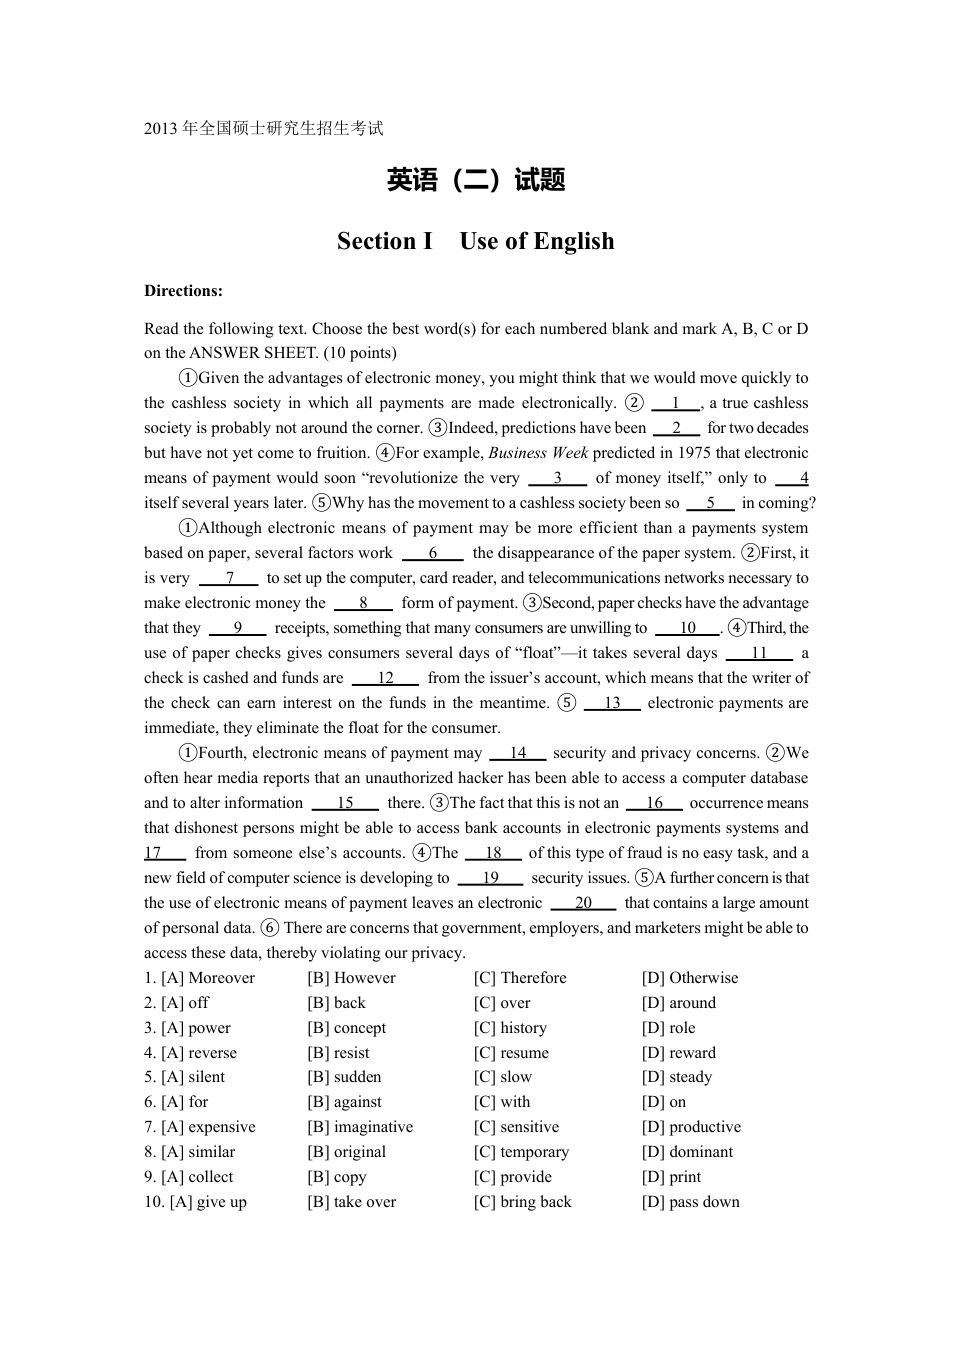 2013 年全国硕士研究生招生考试
英语（二）试题
Section I Use of English
Directions:
Read the following text. Choose the best word(s) for each numbered blank and mark A, B, C or D
on the ANSWER SHEET. (10 points)
①Given the advantages of electronic money, you might think that we would move quickly to
the cashless society in which all payments are made electronically. ② 1 , a true cashless
society is probably not around the corner. ③Indeed, predictions have been 2 for two decades
but have not yet come to fruition. ④For example, Business Week predicted in 1975 that electronic
means of payment would soon “revolutionize the very 3 of money itself,” only to 4
itself several years later. ⑤Why has the movement to a cashless society been so 5 in coming?
①Although electronic means of payment may be more efficient than a payments system
based on paper, several factors work 6 the disappearance of the paper system. ②First, it
is very 7 to set up the computer, card reader, and telecommunications networks necessary to
make electronic money the 8 form of payment. ③Second, paper checks have the advantage
that they 9 receipts, something that many consumers are unwilling to 10 . ④Third, the
use of paper checks gives consumers several days of “float”—it takes several days 11 a
check is cashed and funds are 12 from the issuer’s account, which means that the writer of
the check can earn interest on the funds in the meantime. ⑤ 13 electronic payments are
immediate, they eliminate the float for the consumer.
①Fourth, electronic means of payment may 14 security and privacy concerns. ②We
often hear media reports that an unauthorized hacker has been able to access a computer database
and to alter information 15 there. ③The fact that this is not an 16 occurrence means
that dishonest persons might be able to access bank accounts in electronic payments systems and
17 from someone else’s accounts. ④The 18 of this type of fraud is no easy task, and a
new field of computer science is developing to 19 security issues. ⑤A further concern is that
the use of electronic means of payment leaves an electronic 20 that contains a large amount
of personal data. ⑥ There are concerns that government, employers, and marketers might be able to
access these data, thereby violating our privacy.
1. [A] Moreover [B] However [C] Therefore [D] Otherwise
2. [A] off [B] back [C] over [D] around
3. [A] power [B] concept [C] history [D] role
4. [A] reverse [B] resist [C] resume [D] reward
5. [A] silent [B] sudden [C] slow [D] steady
6. [A] for [B] against [C] with [D] on
7. [A] expensive [B] imaginative [C] sensitive [D] productive
8. [A] similar [B] original [C] temporary [D] dominant
9. [A] collect [B] copy [C] provide [D] print
10. [A] give up [B] take over [C] bring back [D] pass down